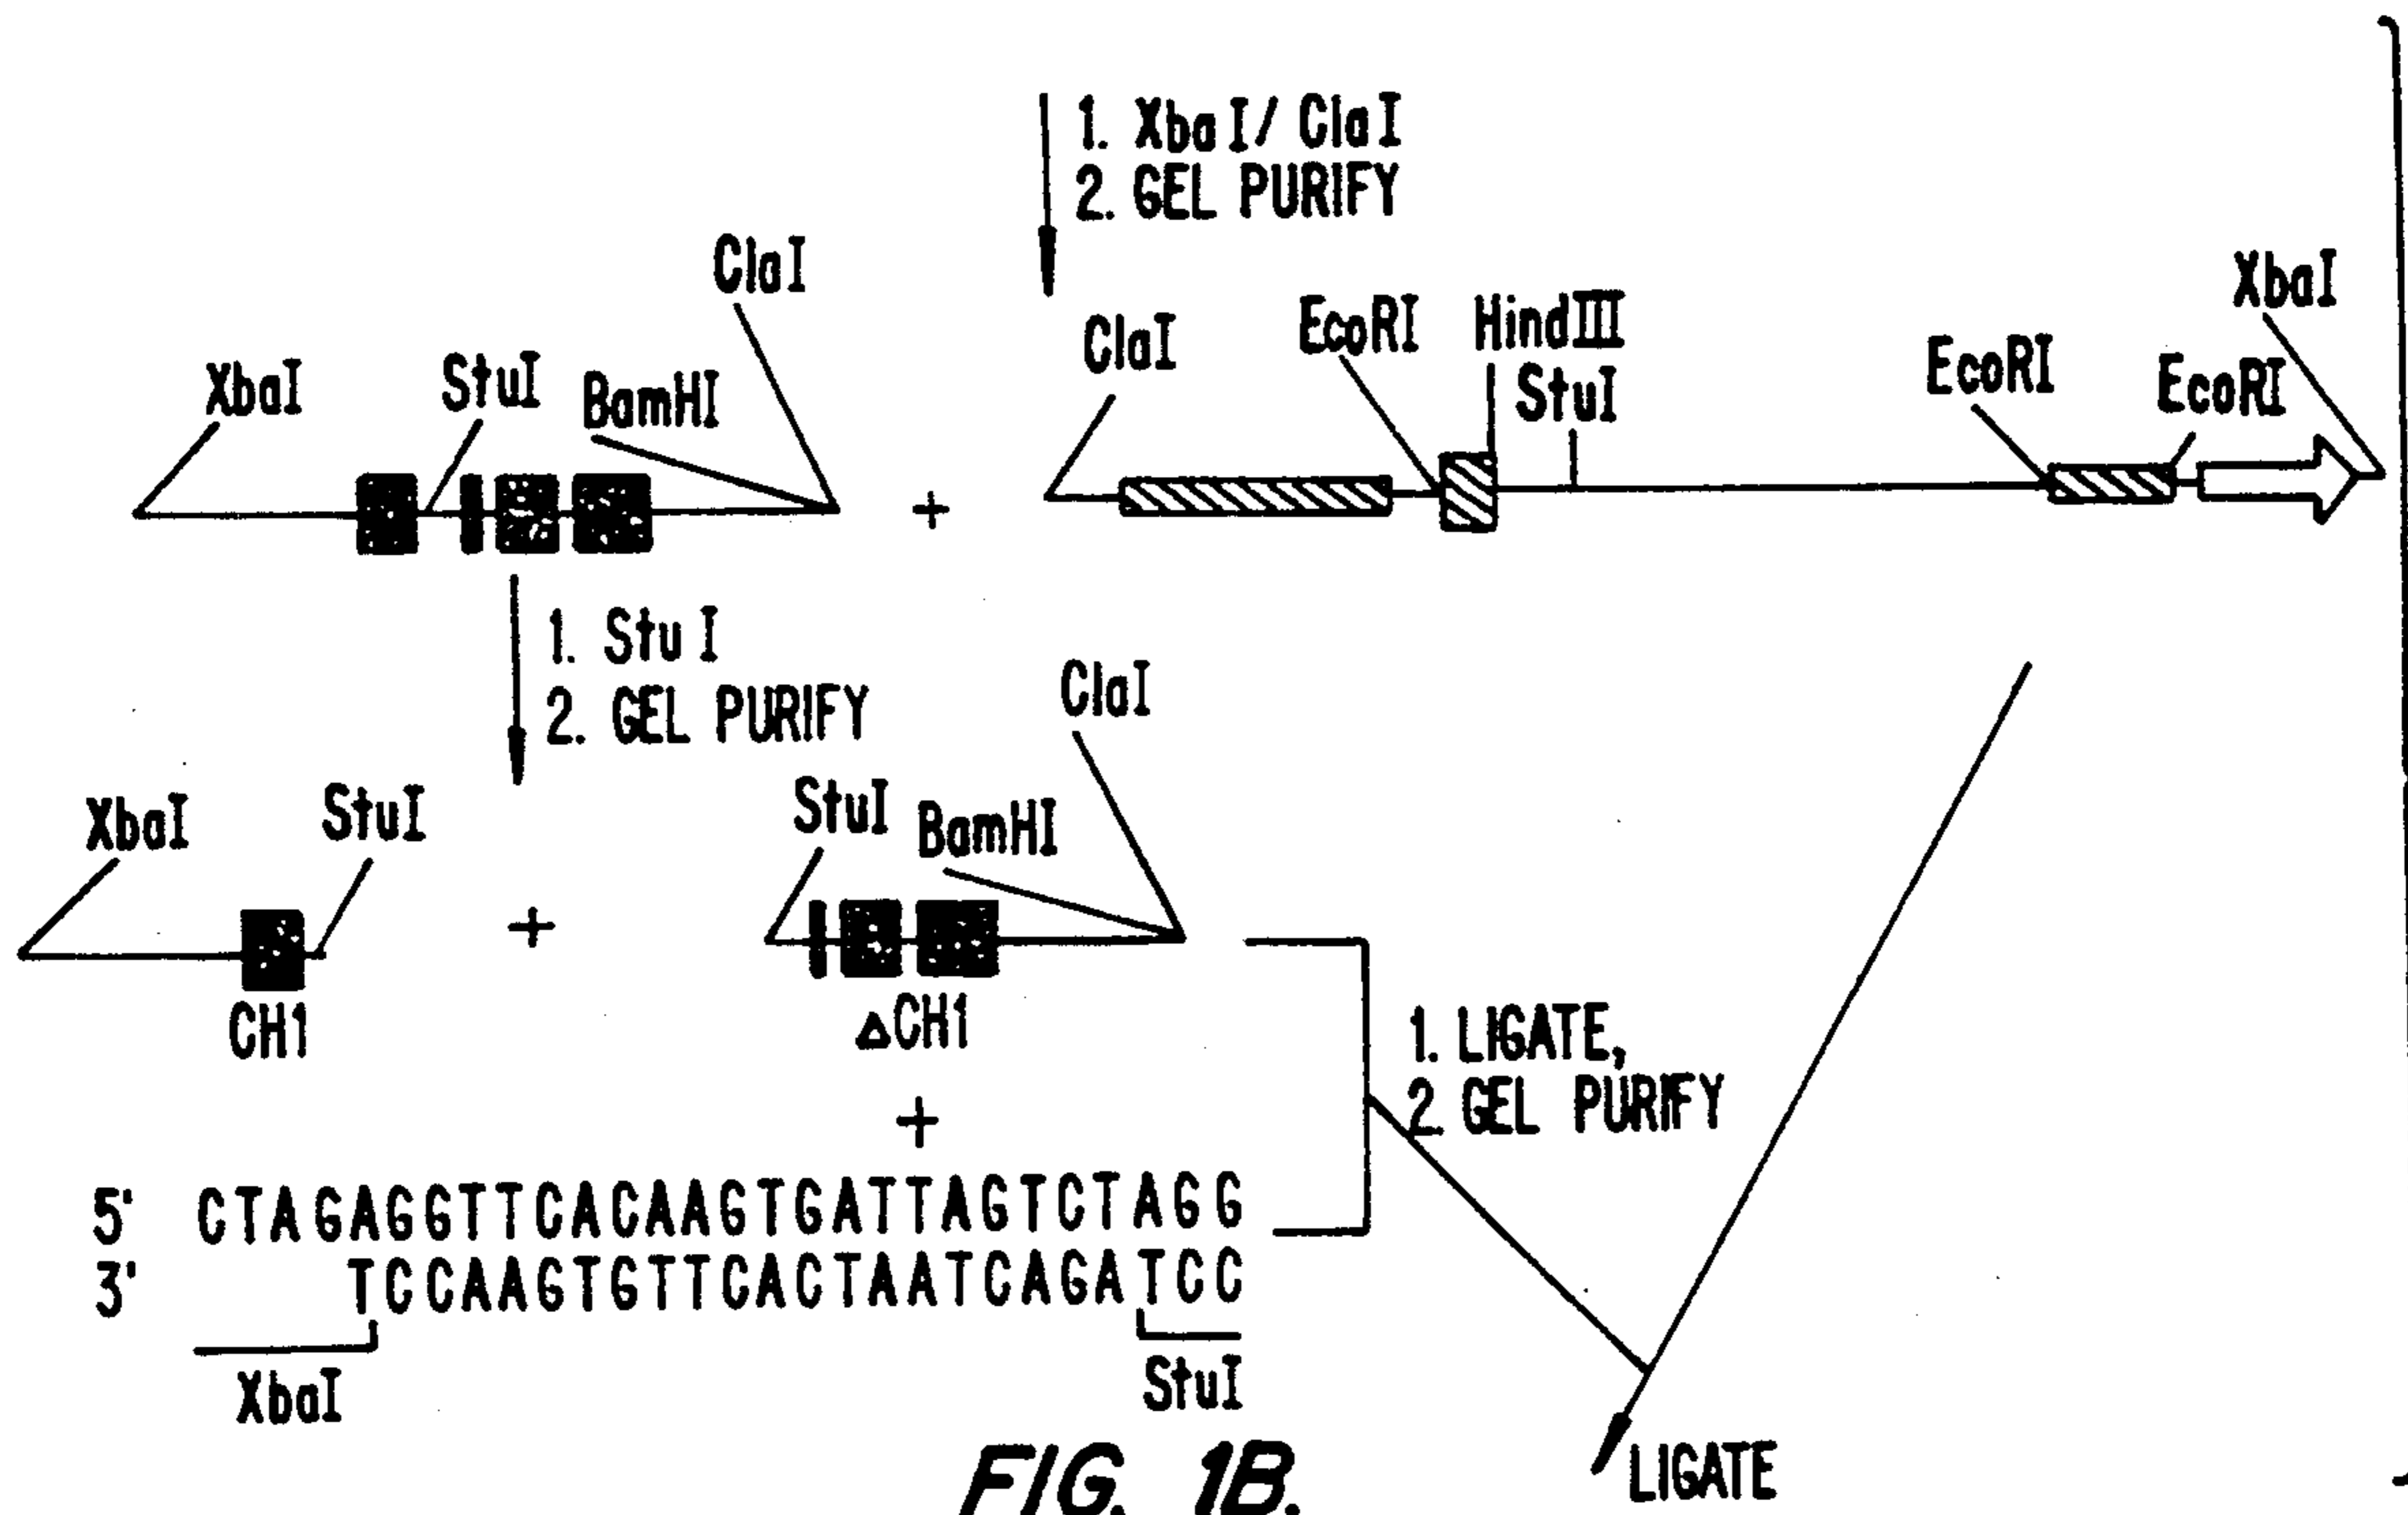 1. XbaI/ ClaI
2. GEL PURIFY
XbaI
StuI
BamHI
ClaI
+
ClaI
EcoRI
HindIII
StuI
EcoRI
EcoRI
XbaI
1. Stu I
2. GEL PURIFY
XbaI
StuI
CH1
+
StuI
BamHI
ClaI
ΔCH1
+
1. LIGATE,
2 GEL PURIFY
5' CTAGAGGTTCACAAGTGATTAGTCTAGG
3' TCCAAGTGTTCACTAATCAGATCC
XbaI
StuI
LIGATE
FIG. 1B.